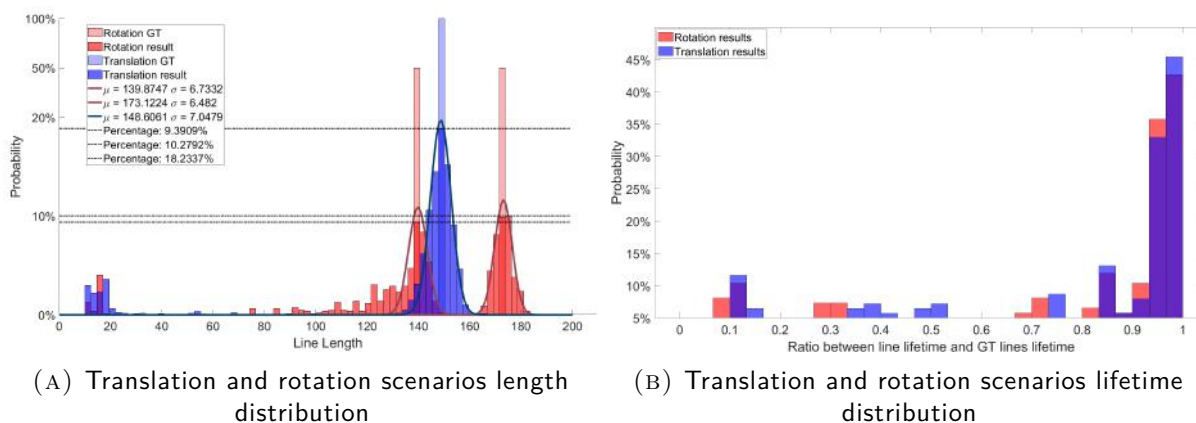 100%
50%
20%
10%
0%
Probability
Rotation GT
Rotation result
Translation GT
Translation result
μ = 139.8747 σ = 6.7332
μ = 173.1224 σ = 6.482
μ = 148.6061 σ = 7.0479
Percentage: 9.3909%
Percentage: 10.2792%
Percentage: 18.2337%
0 20 40 60 80 100 120 140 160 180 200
Line Length
(A) Translation and rotation scenarios length
distribution
45%
40%
35%
30%
25%
20%
15%
10%
5%
Probability
Rotation results
Translation results
0 0.1 0.2 0.3 0.4 0.5 0.6 0.7 0.8 0.9 1
Ratio between line lifetime and GT lines lifetime
(B) Translation and rotation scenarios lifetime
distribution